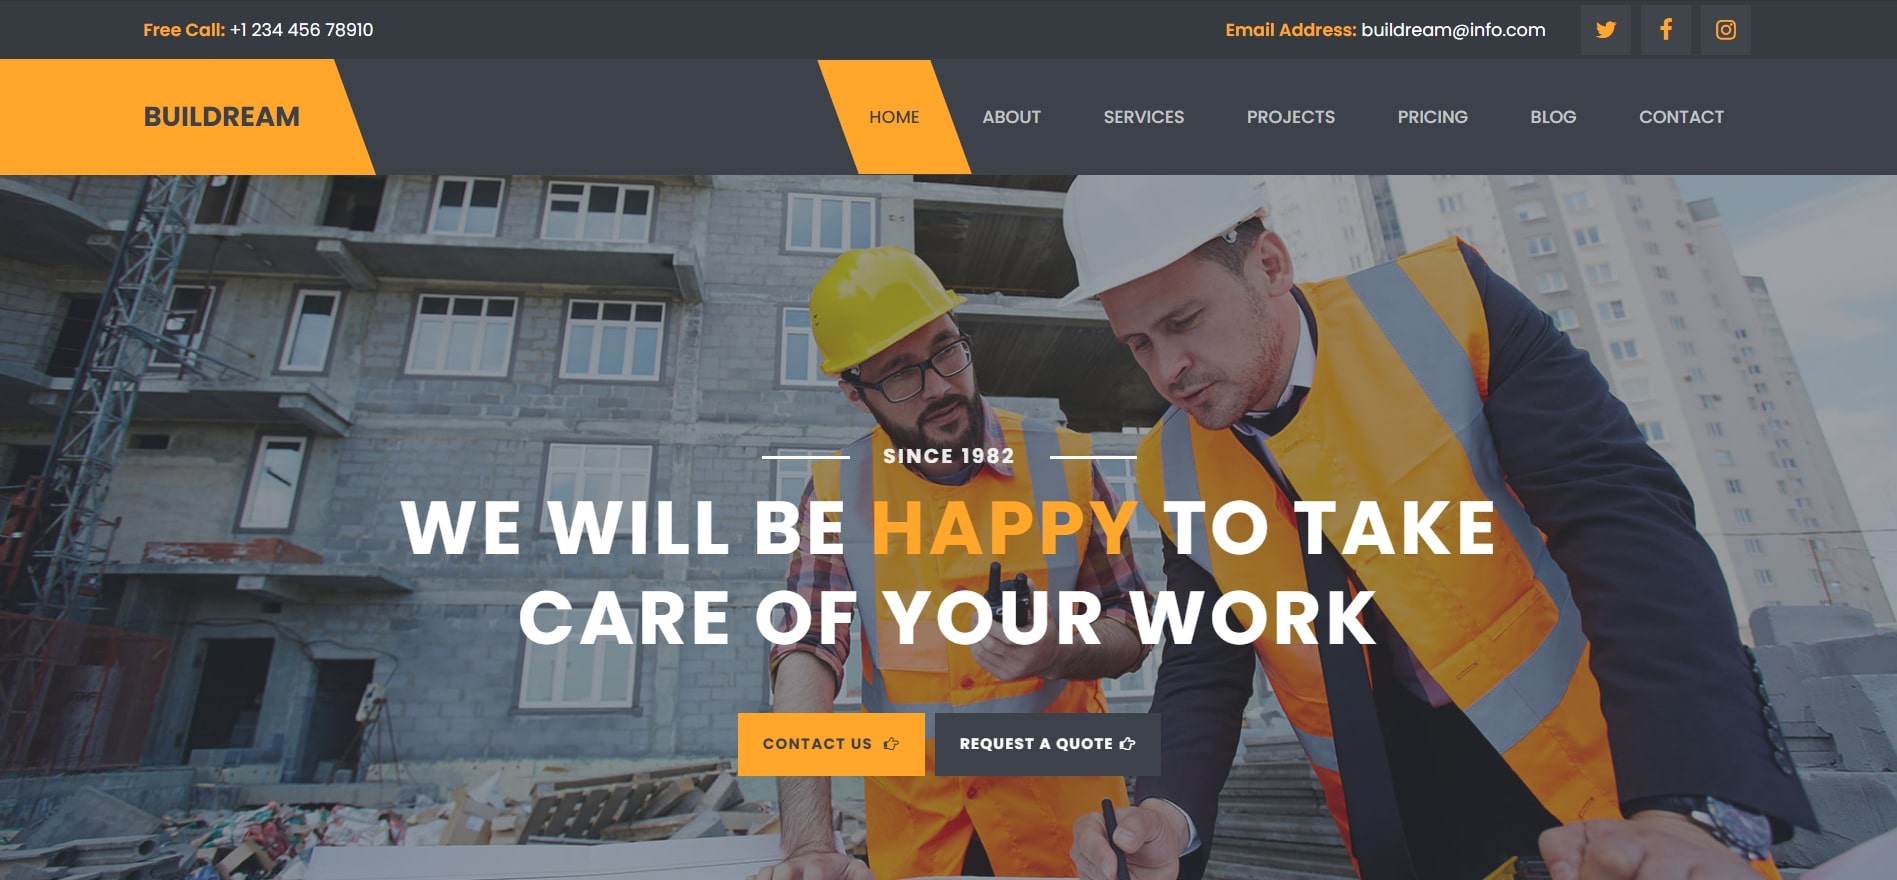 Free Call: +1 234 456 78910
Email Address: buildream@info.com
BUILDREAM
HOME ABOUT SERVICES PROJECTS PRICING BLOG CONTACT
SINCE 1982
WE WILL BE HAPPY TO TAKE
CARE OF YOUR WORK
CONTACT US
REQUEST A QUOTE